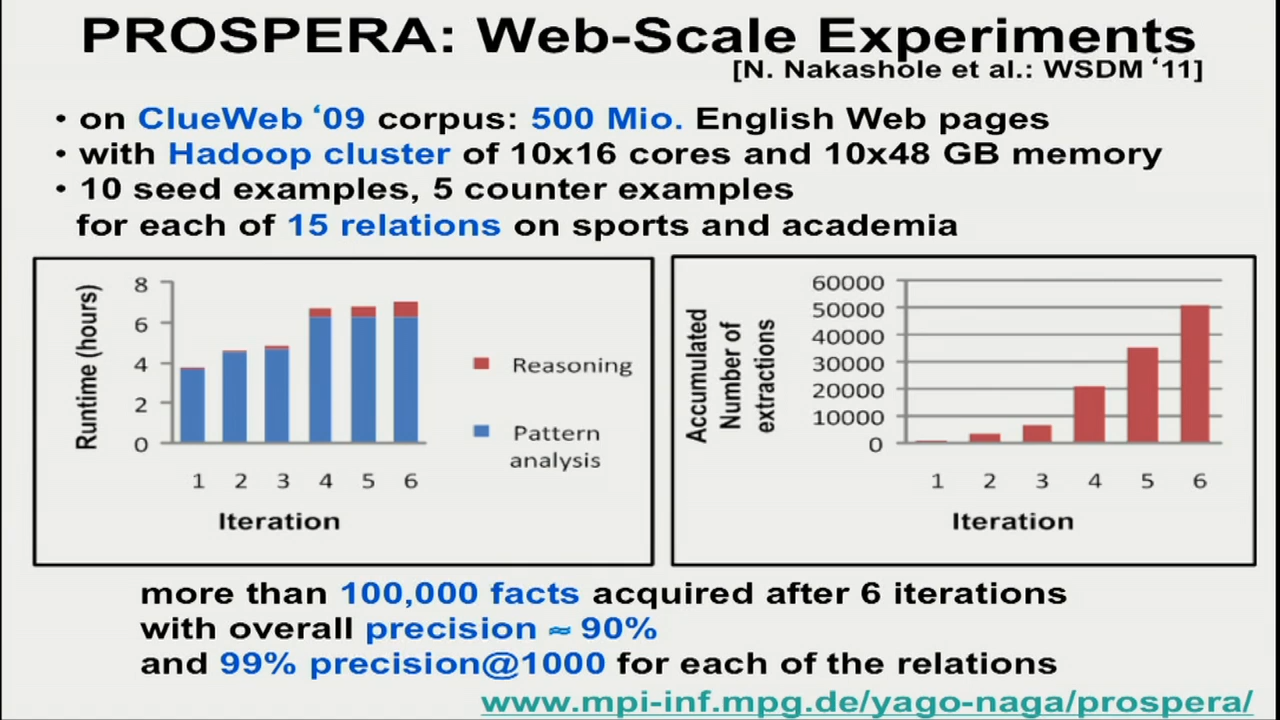 PROSPERA: Web-Scale Experiments
[N. Nakashole et al.: WSDM ‘11]
• on ClueWeb ‘09 corpus: 500 Mio. English Web pages
• with Hadoop cluster of 10x16 cores and 10x48 GB memory
• 10 seed examples, 5 counter examples
for each of 15 relations on sports and academia
Runtime (hours)
8
6
4
2
0
1 2 3 4 5 6
Iteration
Reasoning
Pattern
analysis
Accumulated
Number of
extractions
60000
50000
40000
30000
20000
10000
0
1 2 3 4 5 6
Iteration
more than 100,000 facts acquired after 6 iterations
with overall precision ≈ 90%
and 99% precision@1000 for each of the relations
www.mpi-inf.mpg.de/yago-naga/prospera/